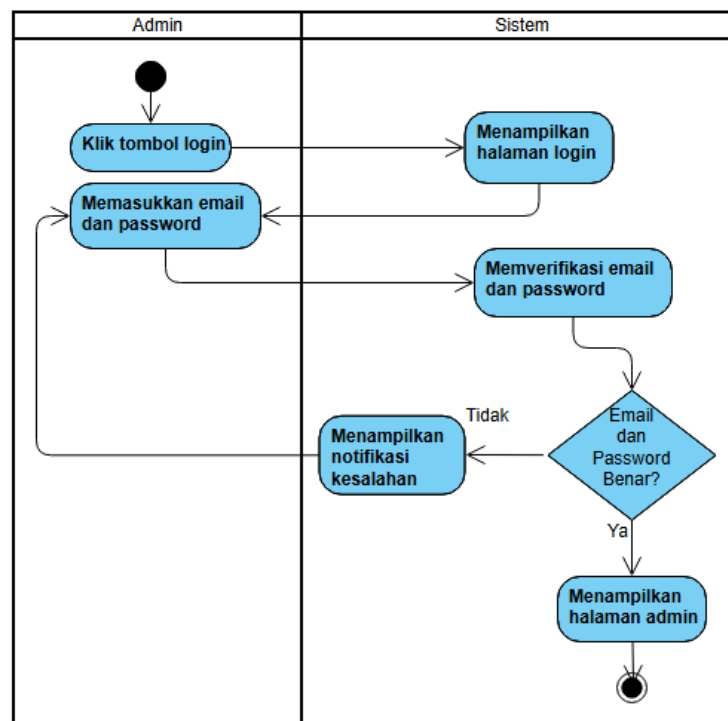 Admin
Sistem
Klik tombol login
Menampilkan
halaman login
Memasukkan email
dan password
Memverifikasi email
dan password
Email
dan
Password
Benar?
Tidak
Menampilkan
notifikasi
kesalahan
Ya
Menampilkan
halaman admin